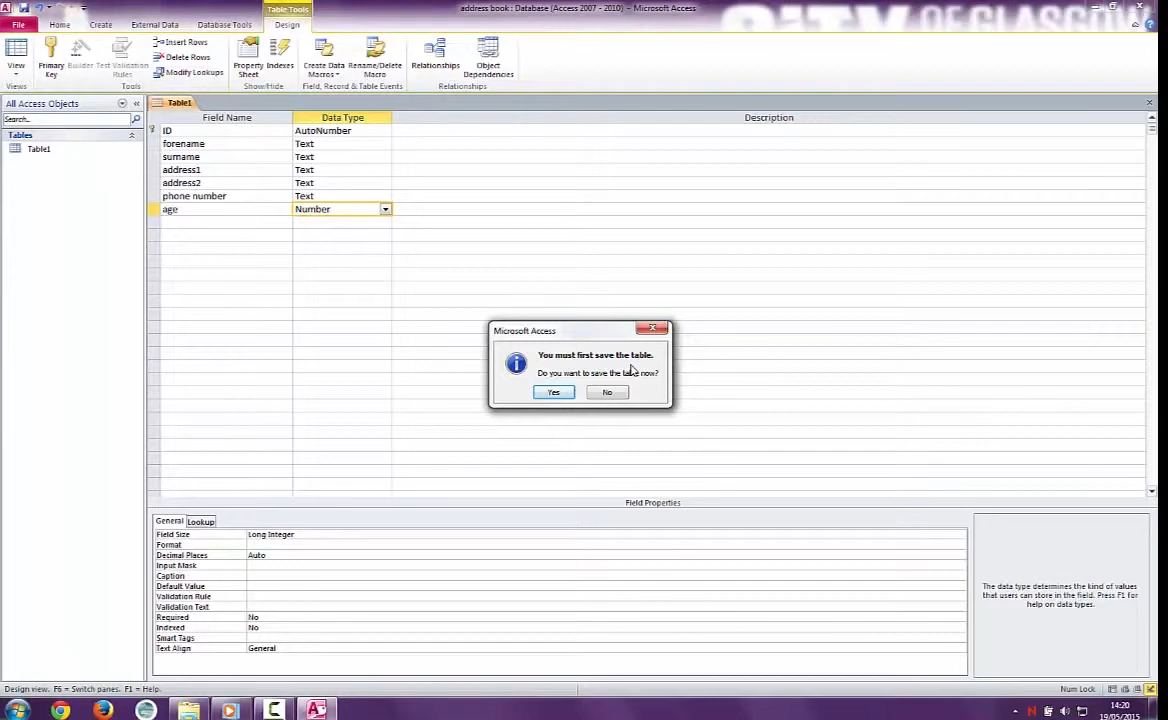 Table Tools
address book : Database (Access 2007 - 2010) - Microsoft Access
File Home Create External Data Database Tools Design
View
Primary Key
Builder
Test Validation Rules
Insert Rows
Delete Rows
Modify Lookups
Property Sheet
Indexes
Create Data Macros
Rename/Delete Macro
Relationships
Object Dependencies
Views Tools Show/Hide Field, Record & Table Events Relationships
All Access Objects
Search...
Tables
Table1
Table1
Field Name Data Type Description
ID AutoNumber
forename Text
surname Text
address1 Text
address2 Text
phone number Text
age Number
Microsoft Access
You must first save the table.
Do you want to save the table now?
Yes No
Field Properties
General Lookup
Field Size Long Integer
Format
Decimal Places Auto
Input Mask
Caption
Default Value
Validation Rule
Validation Text
Required No
Indexed No
Smart Tags
Text Align General
The data type determines the kind of values
that users can store in the field. Press F1 for
help on data types.
Design view. F6 = Switch panes. F1 = Help.
Num Lock
14:20
19/05/2015